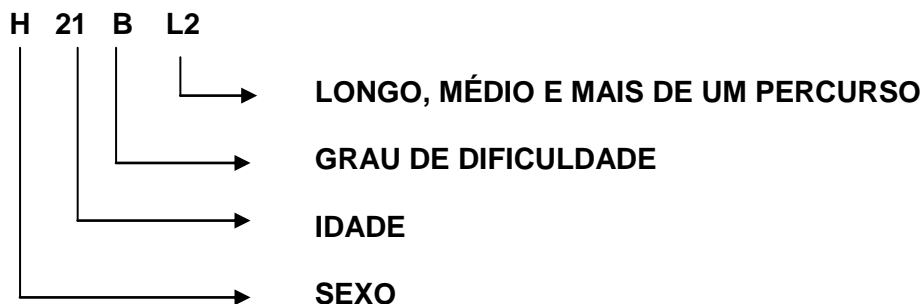 H 21 B L2
LONGO, MÉDIO E MAIS DE UM PERCURSO
GRAU DE DIFICULDADE
IDADE
SEXO